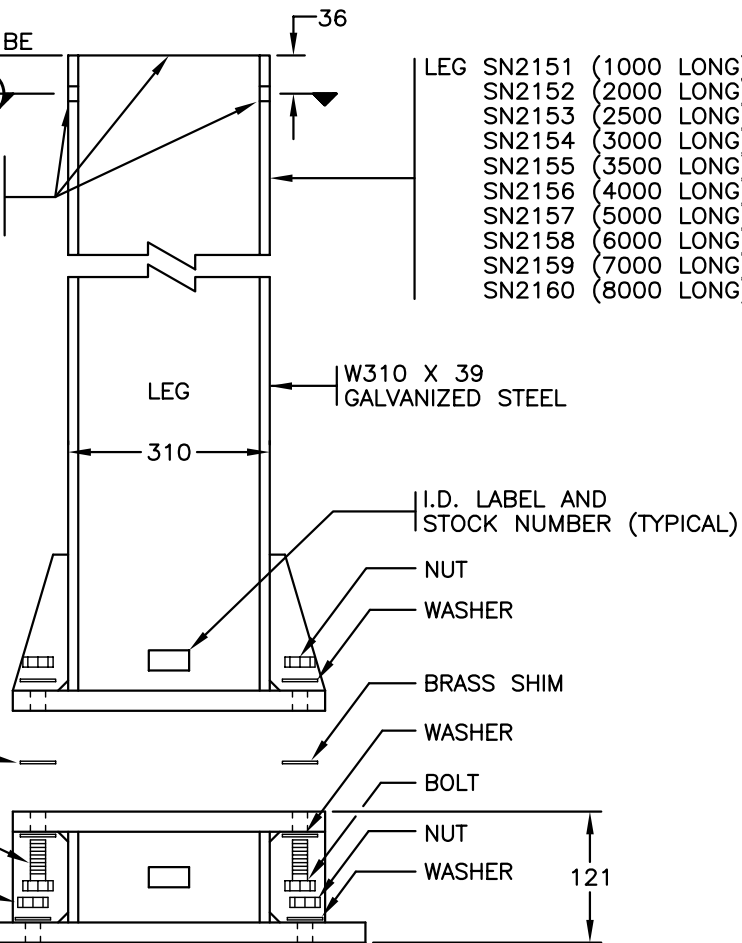 BE
36
LEG SN2151 (1000 LONG)
SN2152 (2000 LONG)
SN2153 (2500 LONG)
SN2154 (3000 LONG)
SN2155 (3500 LONG)
SN2156 (4000 LONG)
SN2157 (5000 LONG)
SN2158 (6000 LONG)
SN2159 (7000 LONG)
SN2160 (8000 LONG)
LEG
W310 X 39
GALVANIZED STEEL
310
I.D. LABEL AND
STOCK NUMBER (TYPICAL)
NUT
WASHER
BRASS SHIM
WASHER
BOLT
NUT
WASHER
121